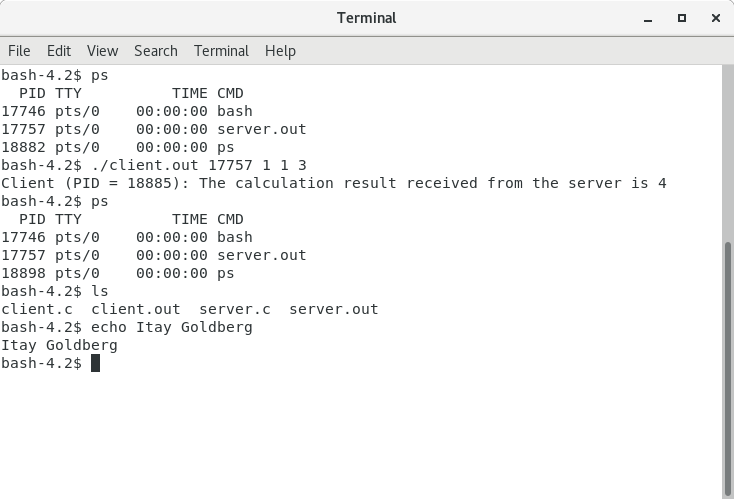 Terminal
File Edit View Search Terminal Help
bash-4.2$ ps
  PID TTY          TIME CMD
17746 pts/0    00:00:00 bash
17757 pts/0    00:00:00 server.out
18882 pts/0    00:00:00 ps
bash-4.2$ ./client.out 17757 1 1 3
Client (PID = 18885): The calculation result received from the server is 4
bash-4.2$ ps
  PID TTY          TIME CMD
17746 pts/0    00:00:00 bash
17757 pts/0    00:00:00 server.out
18898 pts/0    00:00:00 ps
bash-4.2$ ls
client.c  client.out  server.c  server.out
bash-4.2$ echo Itay Goldberg
Itay Goldberg
bash-4.2$